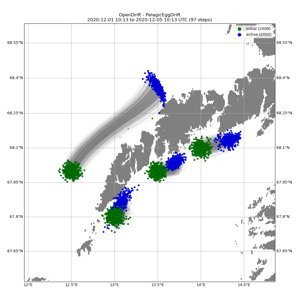 OpenDrift - PelagicEggDrift
2020-12-01 10:13 to 2020-12-05 10:13 UTC (97 steps)
initial (2000)
active (2000)
68.55°N
68.4°N
68.25°N
68.1°N
67.95°N
67.8°N
67.65°N
12°E
12.5°E
13°E
13.5°E
14°E
14.5°E